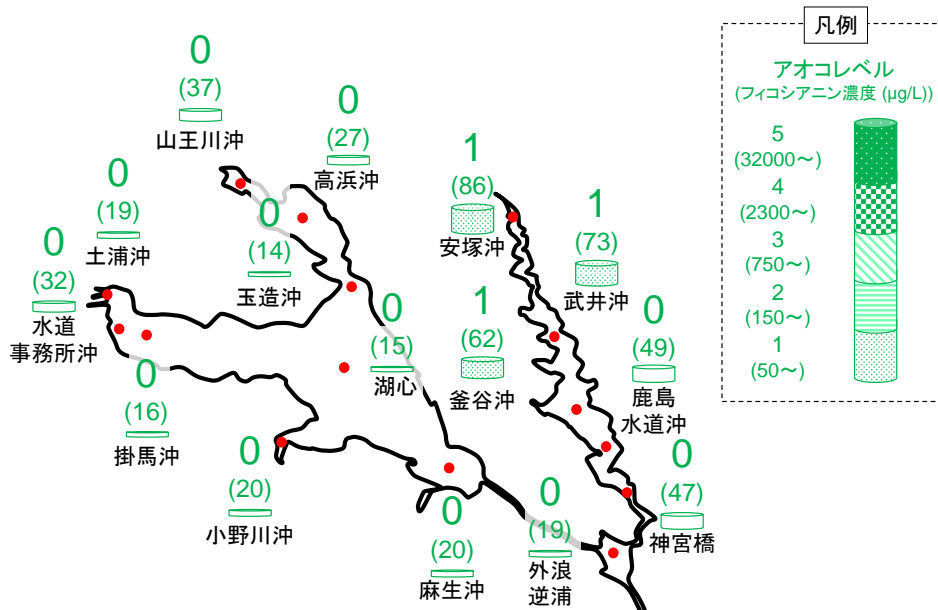 0
(37)
山王川沖
0
(27)
高浜沖
0
(19)
土浦沖
0
(14)
玉造沖
0
(32)
水道
事務所沖
0
(15)
湖心
0
(16)
掛馬沖
0
(20)
小野川沖
0
(20)
麻生沖
0
(19)
外浪
逆浦
1
(86)
安塚沖
1
(73)
武井沖
1
(62)
釜谷沖
0
(49)
鹿島
水道沖
0
(47)
神宮橋
凡例
アオコレベル
(フィコシアニン濃度 (µg/L))
5
(32000～)
4
(2300～)
3
(750～)
2
(150～)
1
(50～)